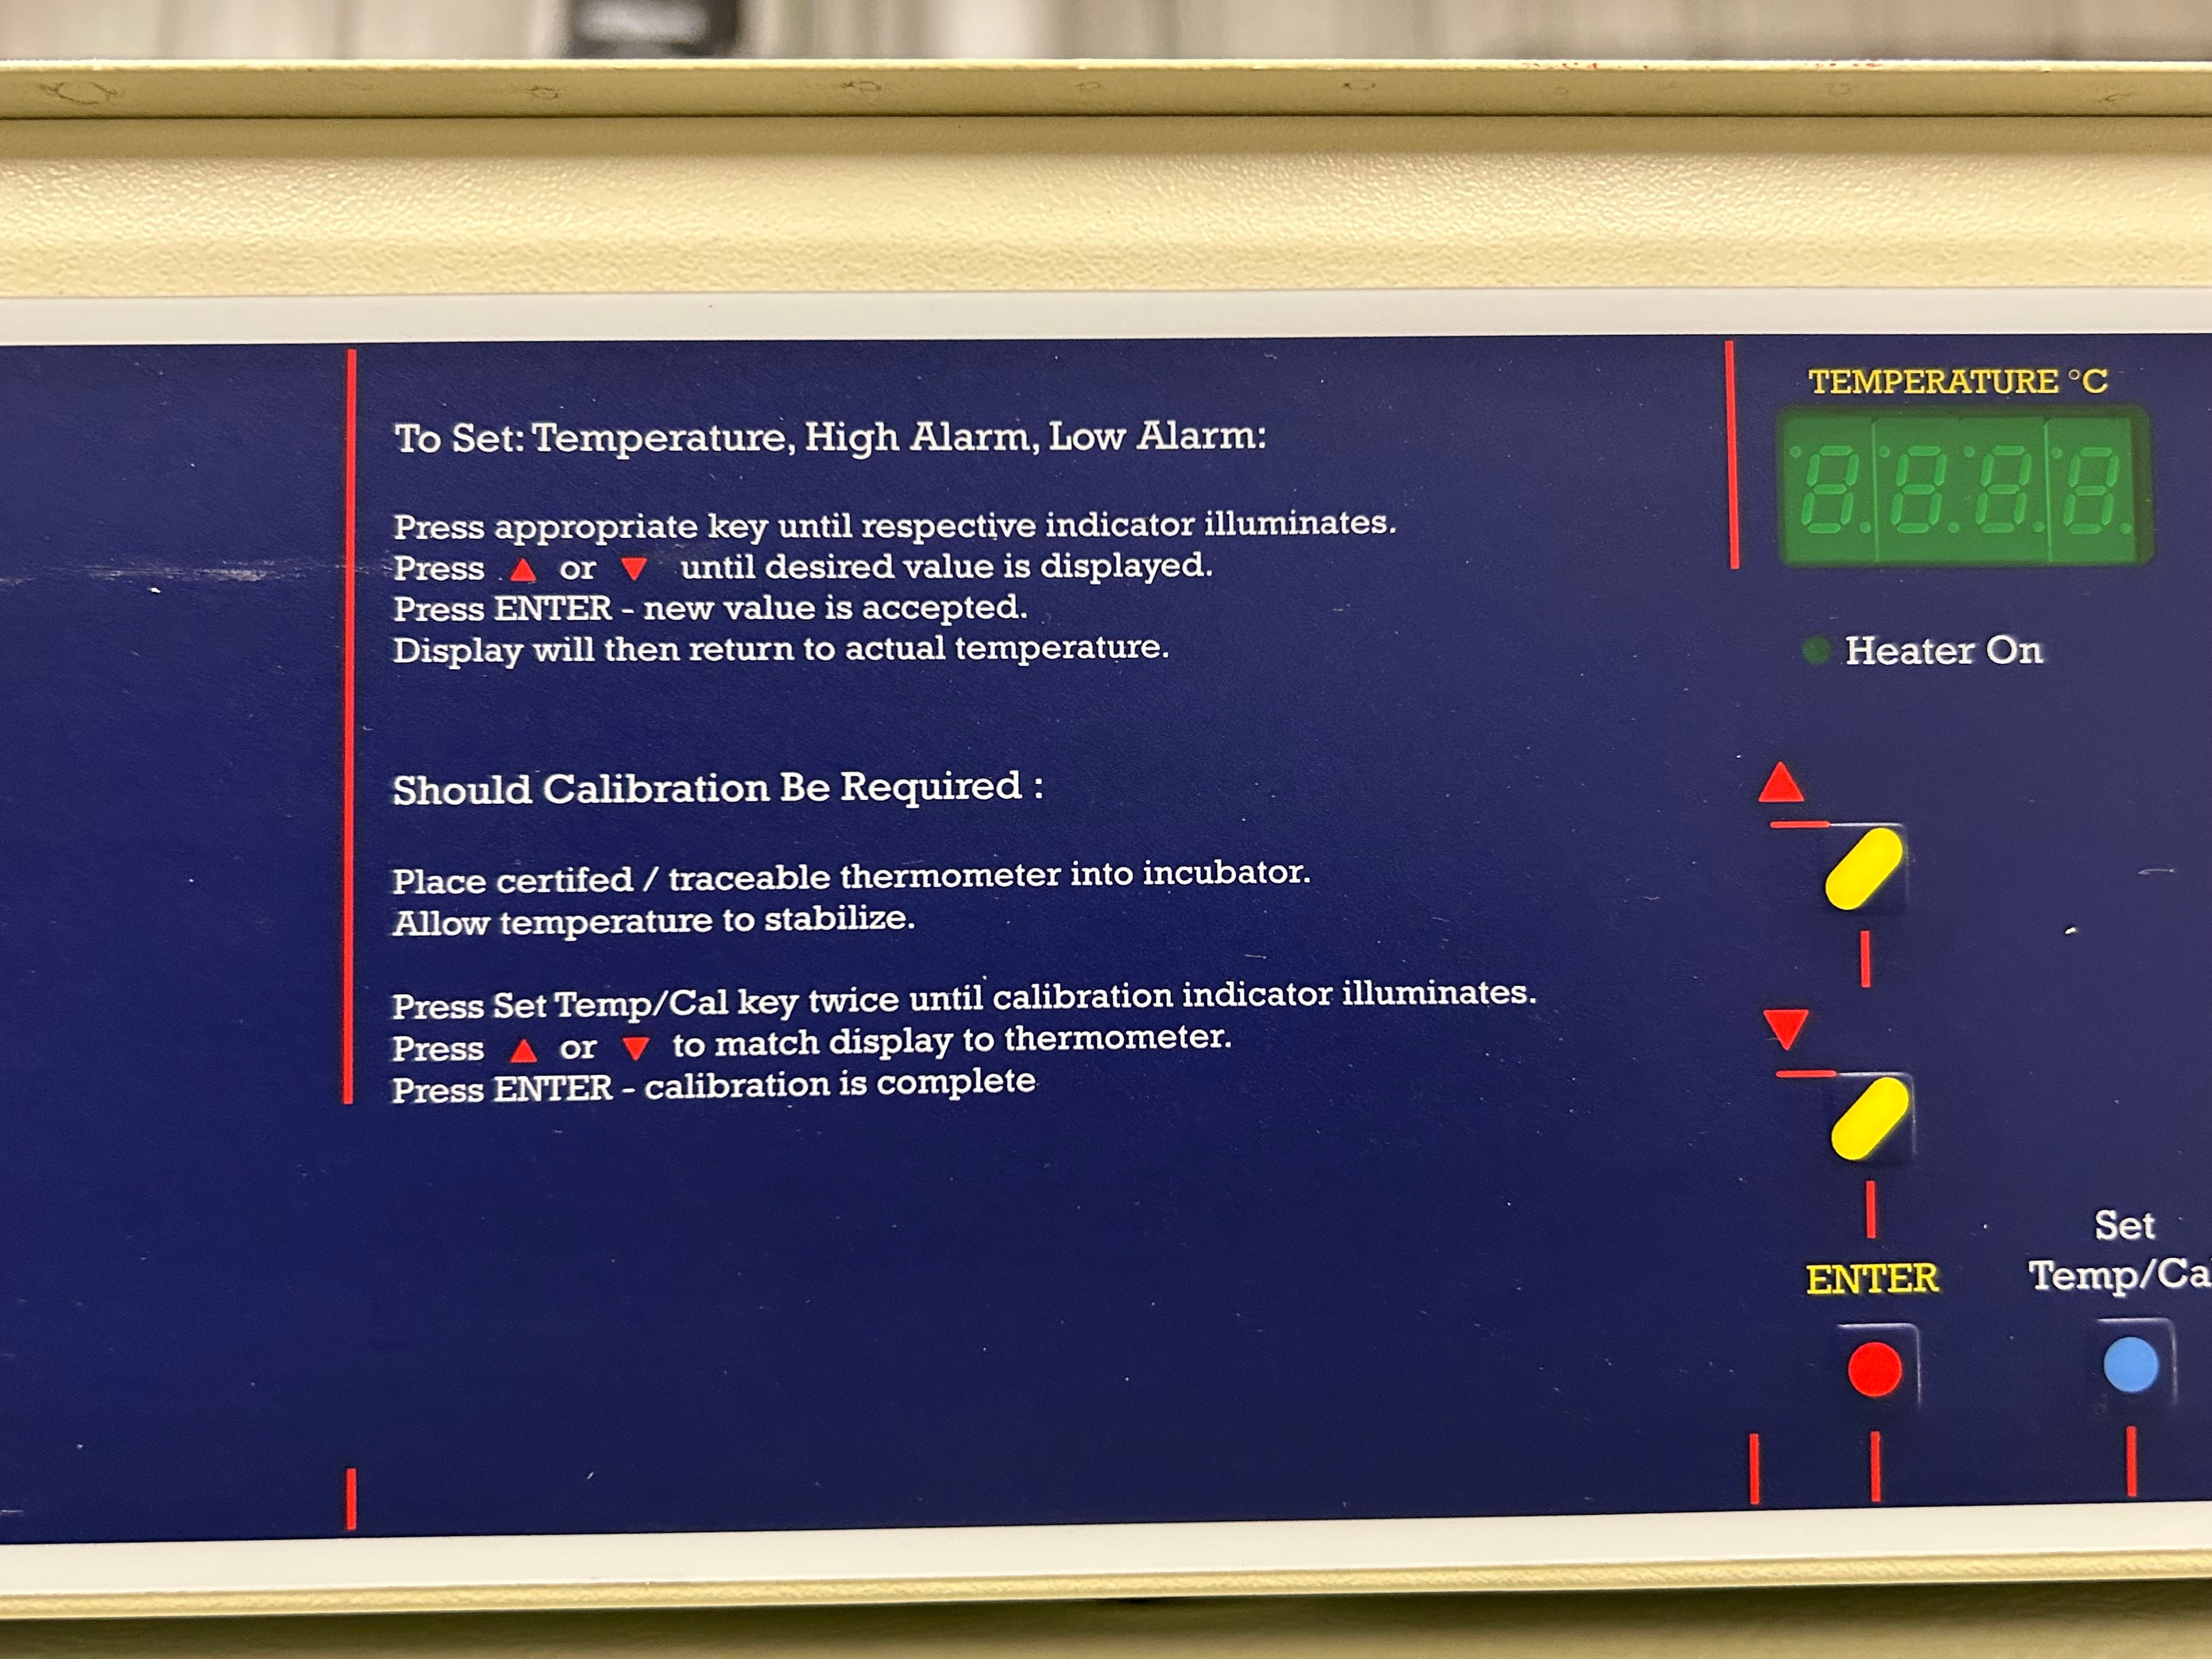 To Set: Temperature, High Alarm, Low Alarm:
Press appropriate key until respective indicator illuminates.
Press ▲ or ▼ until desired value is displayed.
Press ENTER - new value is accepted.
Display will then return to actual temperature.
Should Calibration Be Required :
Place certifed / traceable thermometer into incubator.
Allow temperature to stabilize.
Press Set Temp/Cal key twice until calibration indicator illuminates.
Press ▲ or ▼ to match display to thermometer.
Press ENTER - calibration is complete
TEMPERATURE °C
Heater On
ENTER
Set
Temp/Ca